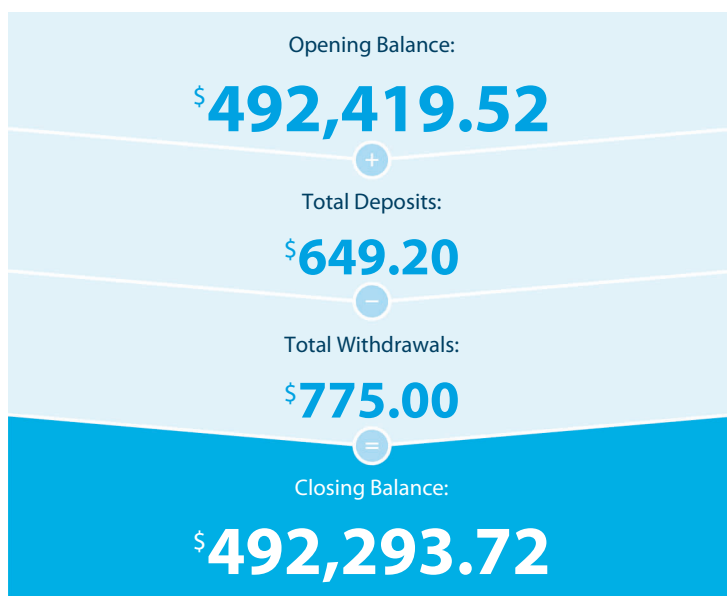 Opening Balance:
$492,419.52
+
Total Deposits:
$649.20
−
Total Withdrawals:
$775.00
=
Closing Balance:
$492,293.72